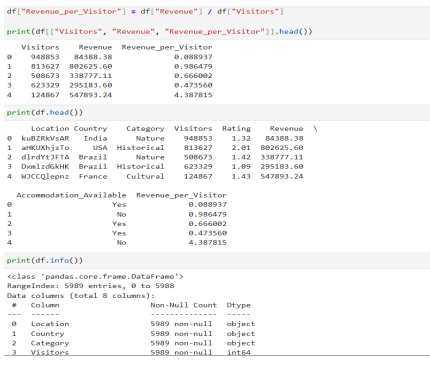 df["Revenue_per_Visitor"] = df["Revenue"] / df["Visitors"]
print(df[["Visitors", "Revenue", "Revenue_per_Visitor"]].head())
Visitors Revenue Revenue_per_Visitor
0 948853 84388.38 0.088937
1 813627 802625.60 0.986479
2 508673 338777.11 0.666002
3 623329 295183.60 0.473560
4 124867 547893.24 4.387815
print(df.head())
Location Country Category Visitors Rating Revenue \
0 kuBZRkVsAR India Nature 948853 1.32 84388.38
1 aHKUXhjzTo USA Historical 813627 2.01 802625.60
2 dlrdYtJFTA Brazil Nature 508673 1.42 338777.11
3 DxmlzdGkHK Brazil Historical 623329 1.09 295183.60
4 WJCCQlepnz France Cultural 124867 1.43 547893.24
Accommodation_Available Revenue_per_Visitor
0 Yes 0.088937
1 No 0.986479
2 Yes 0.666002
3 Yes 0.473560
4 No 4.387815
print(df.info())
<class 'pandas.core.frame.DataFrame'>
RangeIndex: 5989 entries, 0 to 5988
Data columns (total 8 columns):
# Column Non-Null Count Dtype
--- ------ -------------- -----
0 Location 5989 non-null object
1 Country 5989 non-null object
2 Category 5989 non-null object
3 Visitors 5989 non-null int64